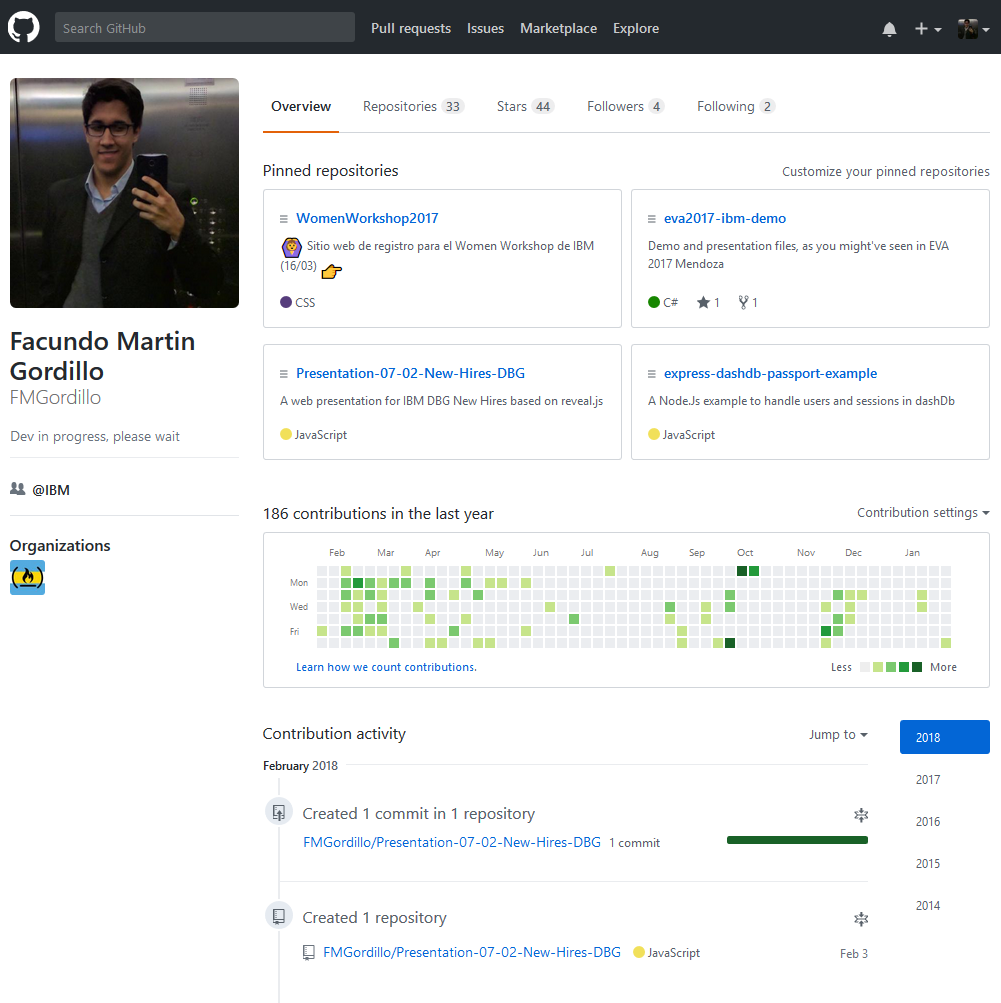 Search GitHub
Pull requests
Issues
Marketplace
Explore
Overview
Repositories 33
Stars 44
Followers 4
Following 2
Facundo Martin
Gordillo
FMGordillo
Dev in progress, please wait
@IBM
Organizations
Pinned repositories
Customize your pinned repositories
WomenWorkshop2017
Sitio web de registro para el Women Workshop de IBM
(16/03)
CSS
eva2017-ibm-demo
Demo and presentation files, as you might've seen in EVA
2017 Mendoza
C# 1 1
Presentation-07-02-New-Hires-DBG
A web presentation for IBM DBG New Hires based on reveal.js
JavaScript
express-dashdb-passport-example
A Node.Js example to handle users and sessions in dashDb
JavaScript
186 contributions in the last year
Contribution settings
Feb Mar Apr May Jun Jul Aug Sep Oct Nov Dec Jan
Mon
Wed
Fri
Learn how we count contributions.
Less
More
Contribution activity
Jump to
February 2018
Created 1 commit in 1 repository
FMGordillo/Presentation-07-02-New-Hires-DBG 1 commit
Created 1 repository
FMGordillo/Presentation-07-02-New-Hires-DBG JavaScript Feb 3
2018
2017
2016
2015
2014